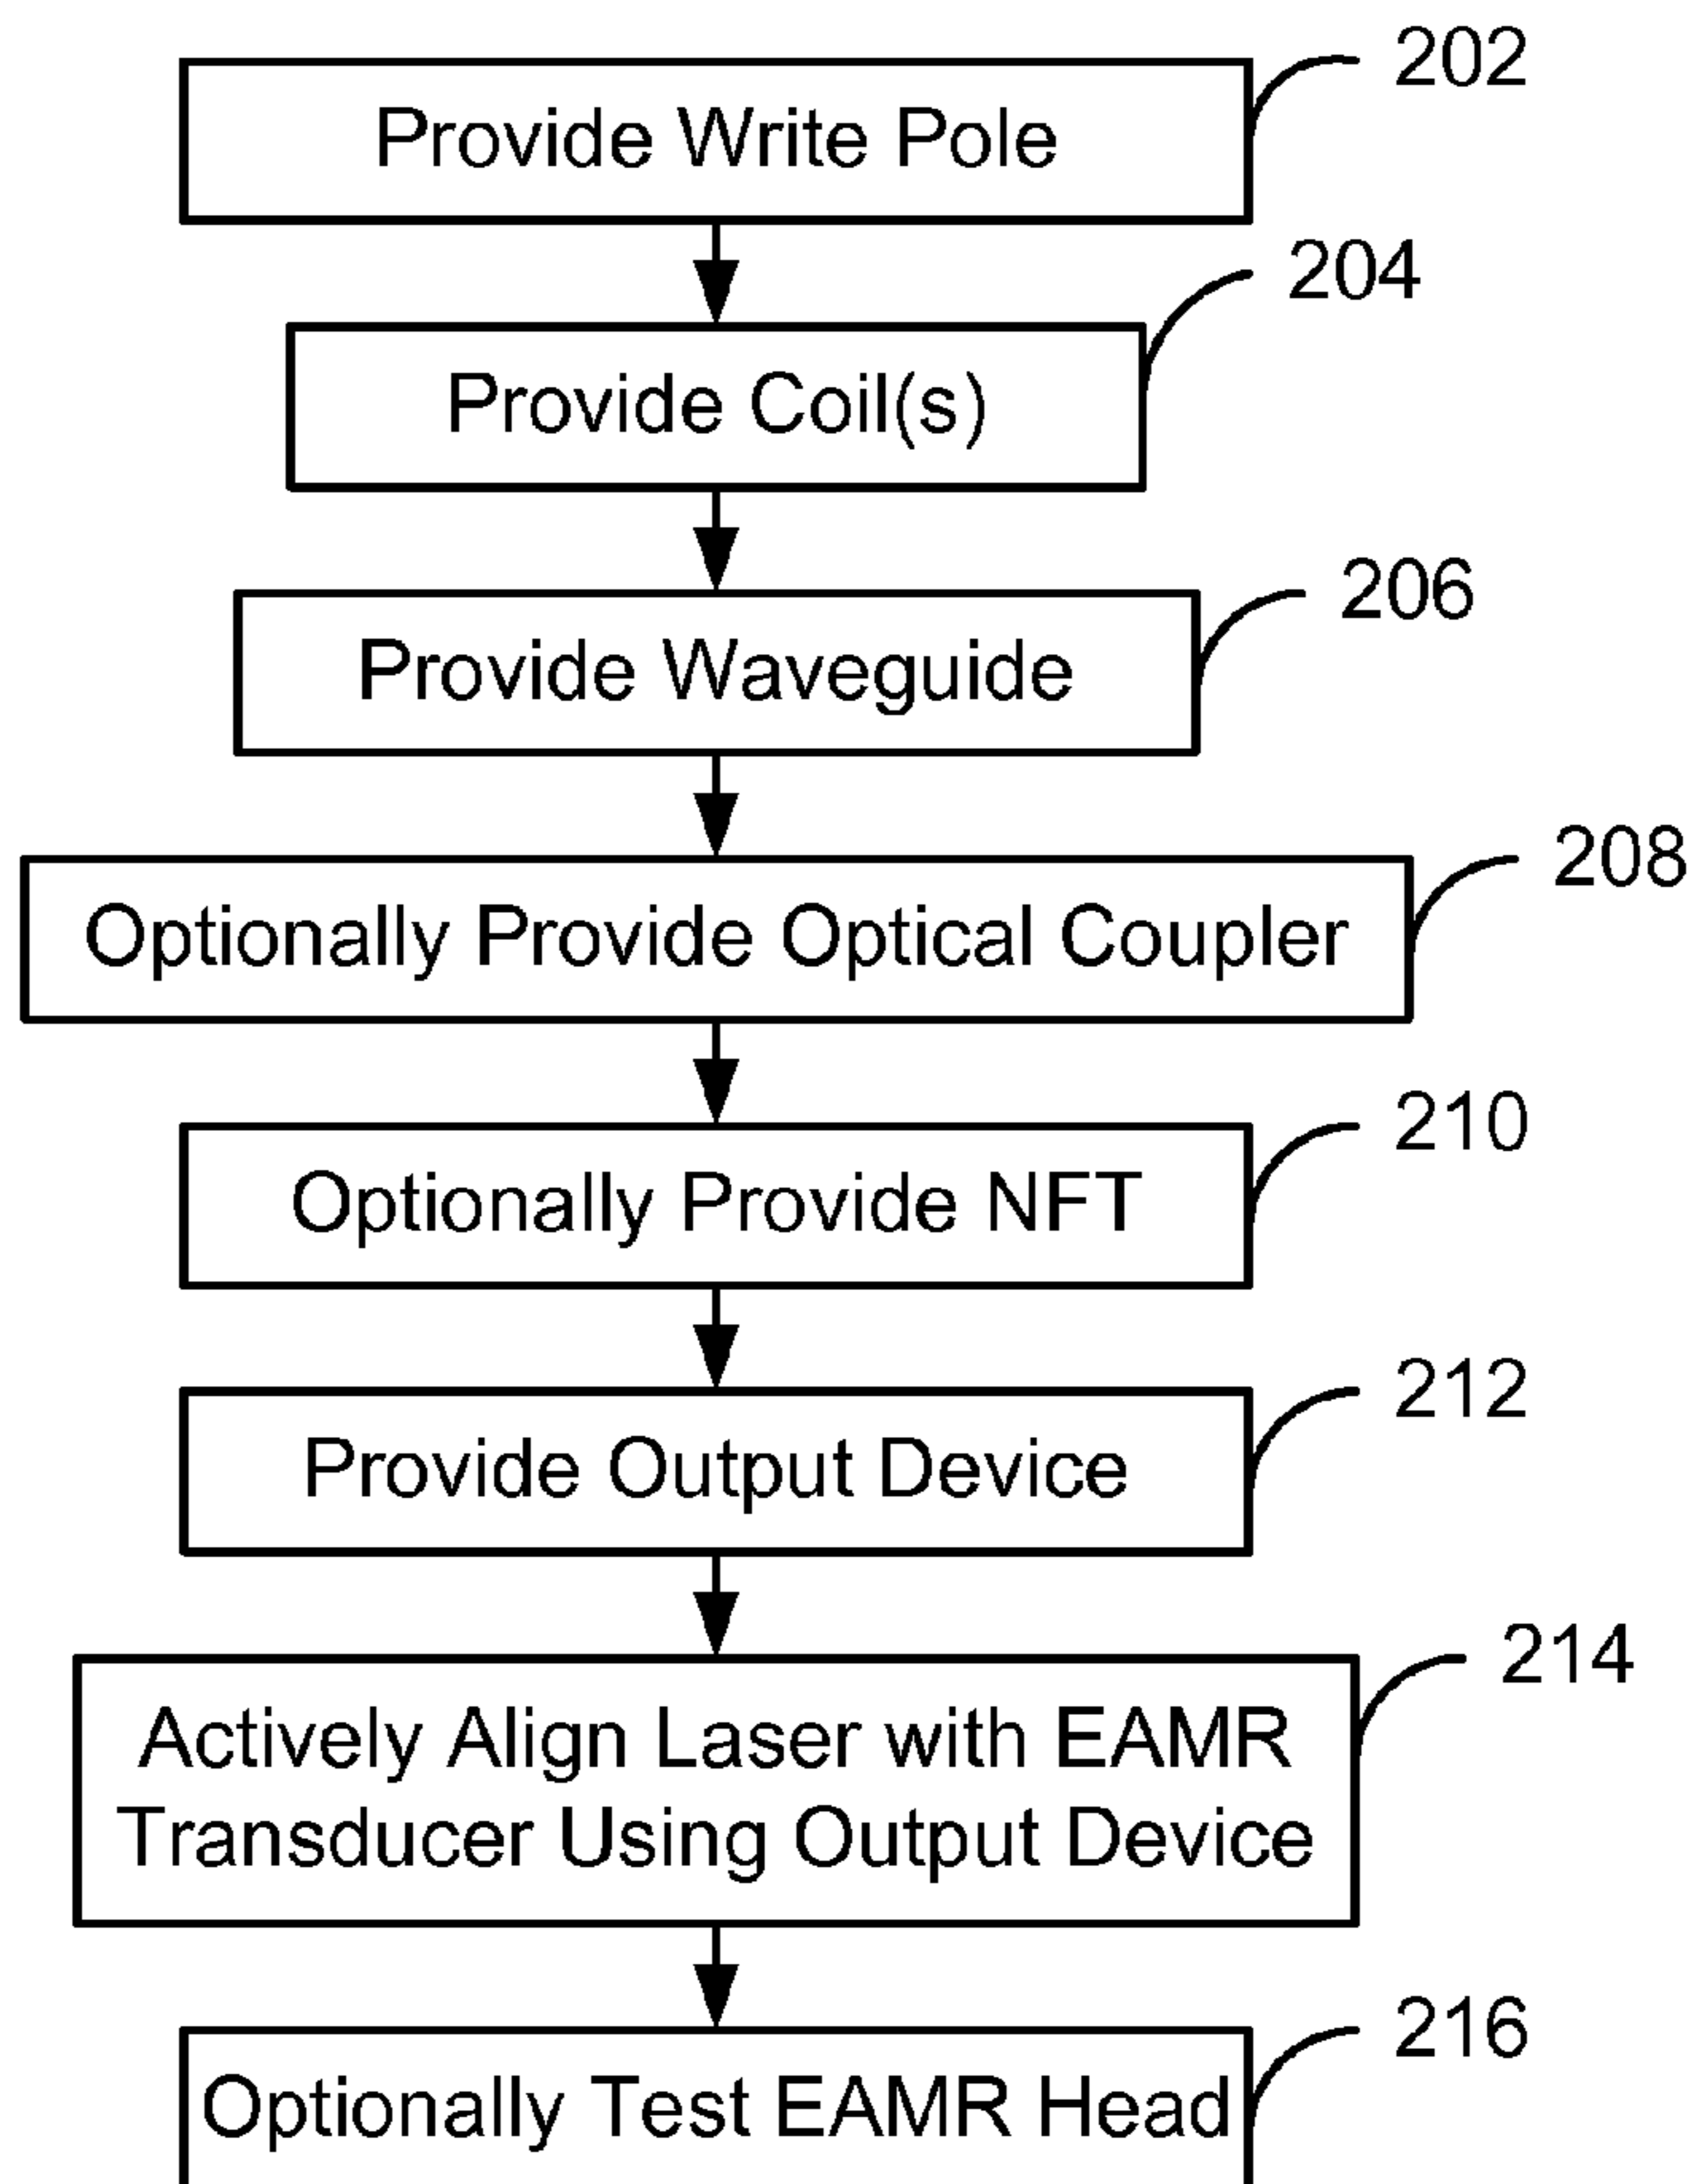 202
Provide Write Pole
204
Provide Coil(s)
206
Provide Waveguide
208
Optionally Provide Optical Coupler
210
Optionally Provide NFT
212
Provide Output Device
214
Actively Align Laser with EAMR
Transducer Using Output Device
216
Optionally Test EAMR Head